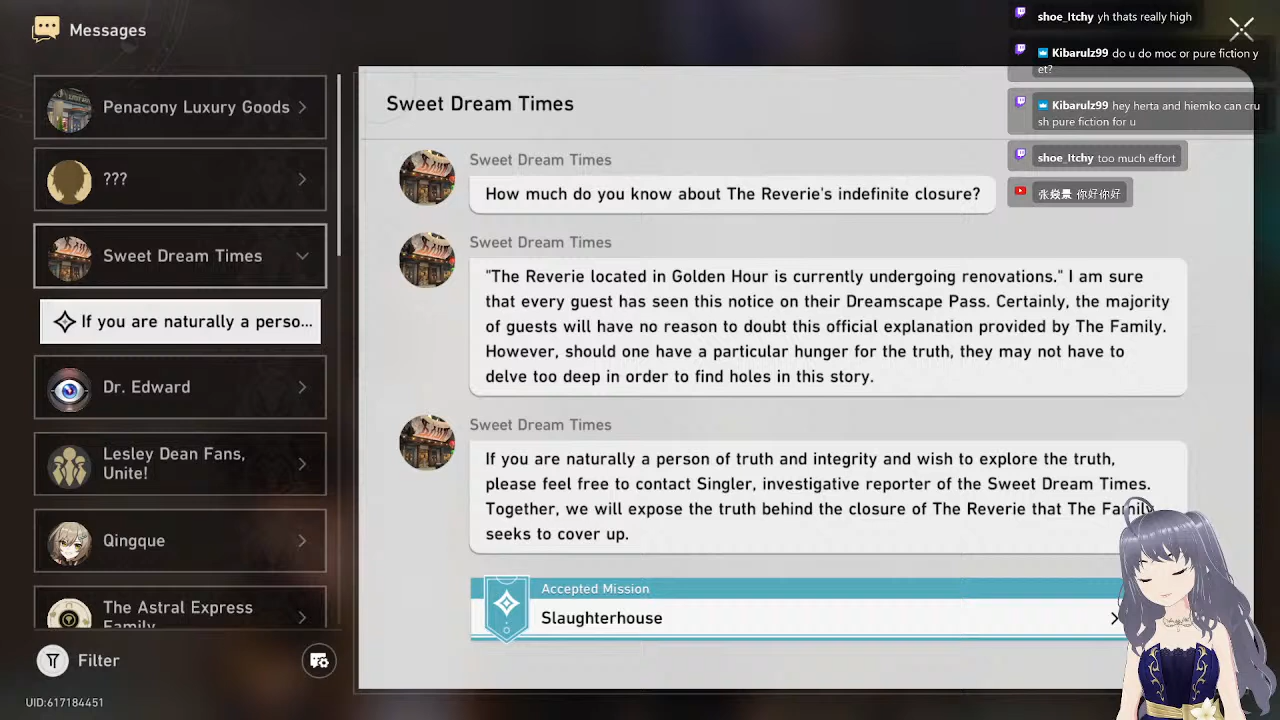 Messages
Penacony Luxury Goods
???
Sweet Dream Times
If you are naturally a perso...
Dr. Edward
Lesley Dean Fans,
Unite!
Qingque
The Astral Express
Family
Filter
UID:617184451
Sweet Dream Times
Sweet Dream Times
How much do you know about The Reverie's indefinite closure?
Sweet Dream Times
"The Reverie located in Golden Hour is currently undergoing renovations." I am sure
that every guest has seen this notice on their Dreamscape Pass. Certainly, the majority
of guests will have no reason to doubt this official explanation provided by The Family.
However, should one have a particular hunger for the truth, they may not have to
delve too deep in order to find holes in this story.
Sweet Dream Times
If you are naturally a person of truth and integrity and wish to explore the truth,
please feel free to contact Singler, investigative reporter of the Sweet Dream Times.
Together, we will expose the truth behind the closure of The Reverie that The Family
seeks to cover up.
Accepted Mission
Slaughterhouse
shoe_Itchy yh thats really high
Kibarulz99 do u do moc or pure fiction y
et?
Kibarulz99 hey herta and hiemko can cru
sh pure fiction for u
shoe_Itchy too much effort
张焱景 你好你好